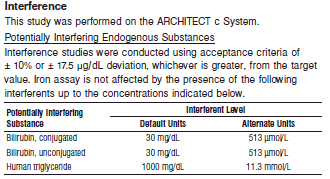 Interference
This study was performed on the ARCHITECT c System.
Potentially Interfering Endogenous Substances
Interference studies were conducted using acceptance criteria of
± 10% or ± 17.5 µg/dL deviation, whichever is greater, from the target
value. Iron assay is not affected by the presence of the following
interferents up to the concentrations indicated below.
Potentially Interfering Interferent Level
Substance Default Units Alternate Units
Bilirubin, conjugated 30 mg/dL 513 µmol/L
Bilirubin, unconjugated 30 mg/dL 513 µmol/L
Human triglyceride 1000 mg/dL 11.3 mmol/L